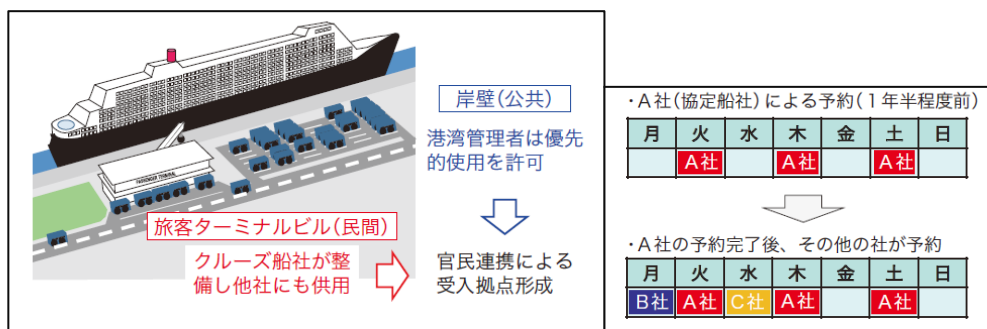 岸壁(公共)
港湾管理者は優先
的使用を許可
PASSENGER TERMINAL
旅客ターミナルビル(民間)
クルーズ船社が整
備し他社にも供用
官民連携による
受入拠点形成
・A社(協定船社)による予約(1年半程度前)
月 火 水 木 金 土 日
A社 A社 A社
・A社の予約完了後、その他の社が予約
月 火 水 木 金 土 日
B社 A社 C社 A社 A社